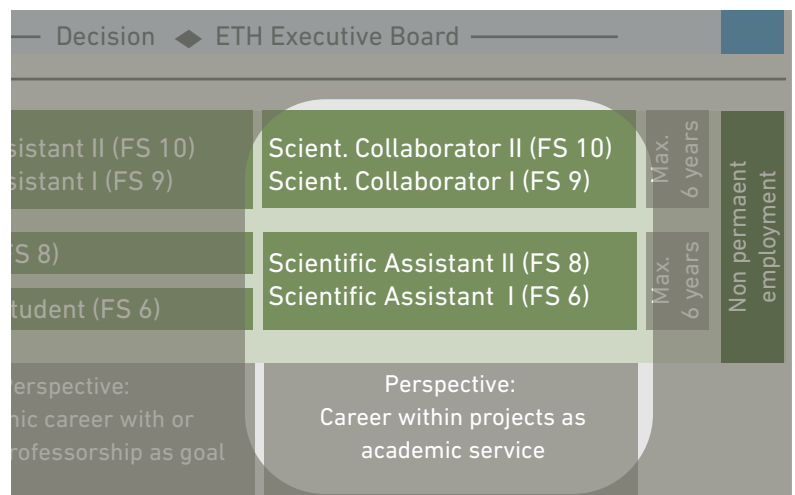 Decision ETH Executive Board
sistant II (FS 10)
sistant I (FS 9)
Scient. Collaborator II (FS 10)
Scient. Collaborator I (FS 9)
Max.
6 years
Non permaent
employment
FS 8)
tudent (FS 6)
Scientific Assistant II (FS 8)
Scientific Assistant I (FS 6)
Max.
6 years
Perspective:
nic career with or
rofessorship as goal
Perspective:
Career within projects as
academic service